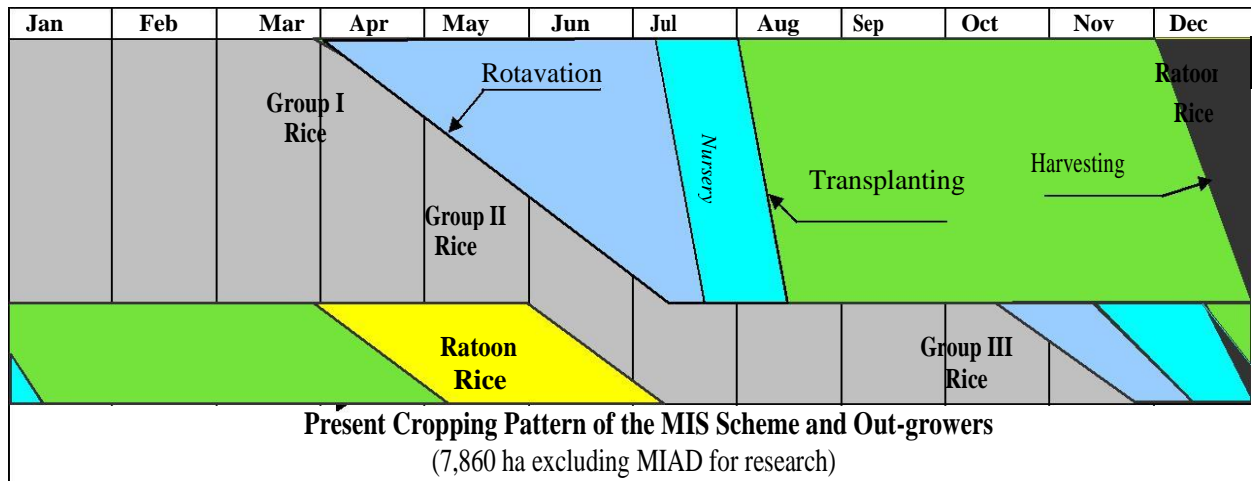 Jan Feb Mar Apr May Jun Jul Aug Sep Oct Nov Dec
Rotavation
Ratoon
Group I
Rice
Rice
Nursery
Harvesting
Transplanting
Group II
Rice
Ratoon
Rice
Group III
Rice
Present Cropping Pattern of the MIS Scheme and Out-growers
(7,860 ha excluding MIAD for research)